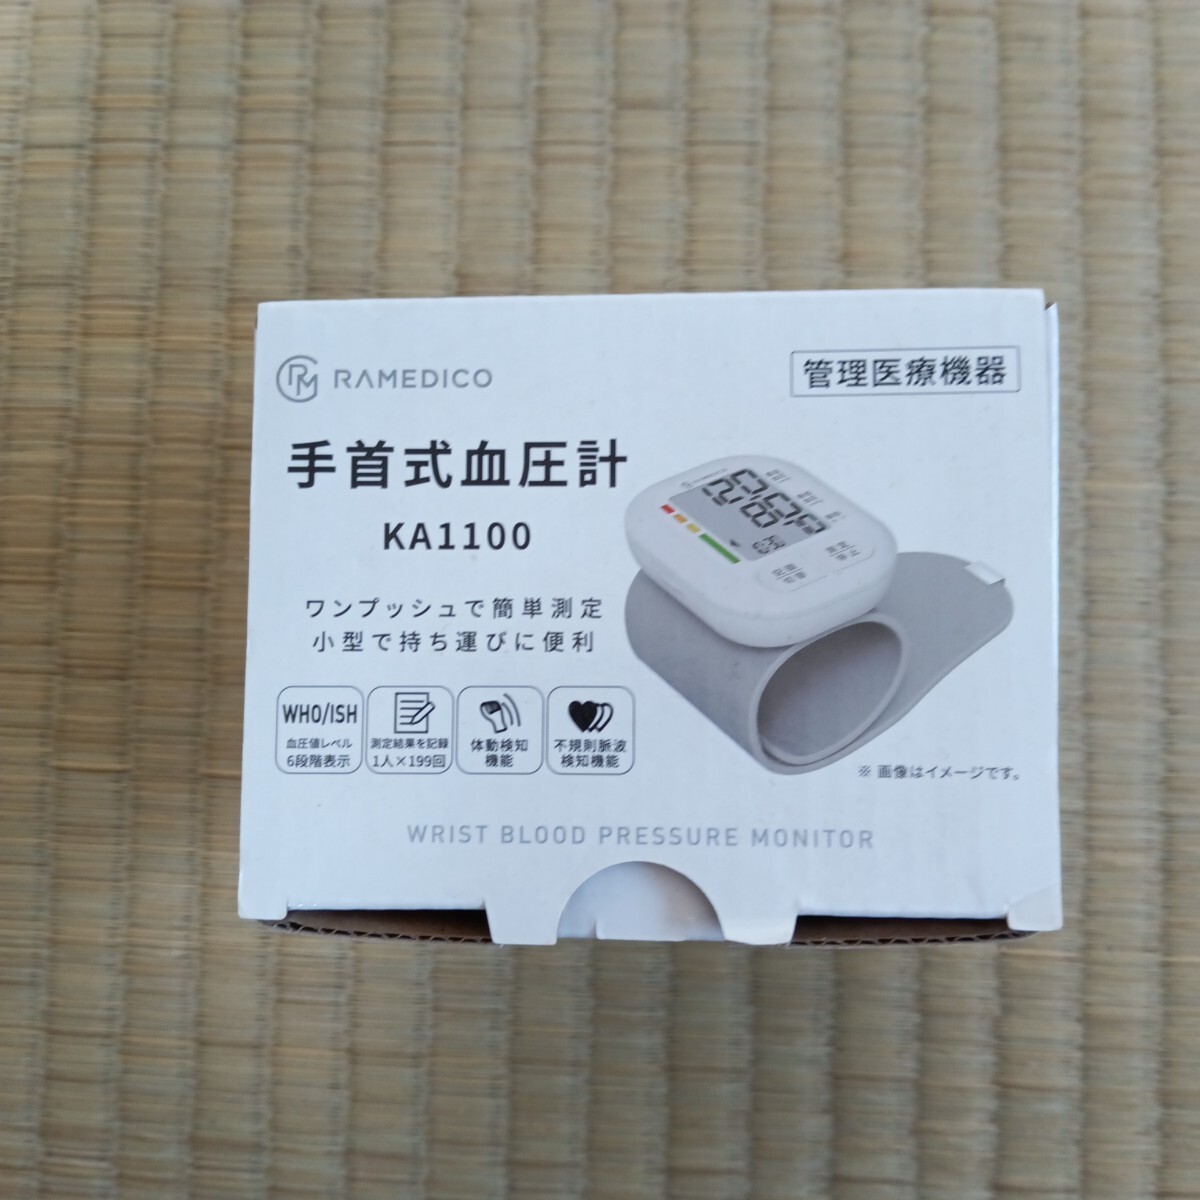 RAMEDICO
管理医療機器
手首式血圧計
KA1100
ワンプッシュで簡単測定
小型で持ち運びに便利
WHO/ISH
血圧値レベル
6段階表示
測定結果を記録
1人×199回
体動検知
機能
不規則脈波
検知機能
※ 画像はイメージです。
WRIST BLOOD PRESSURE MONITOR